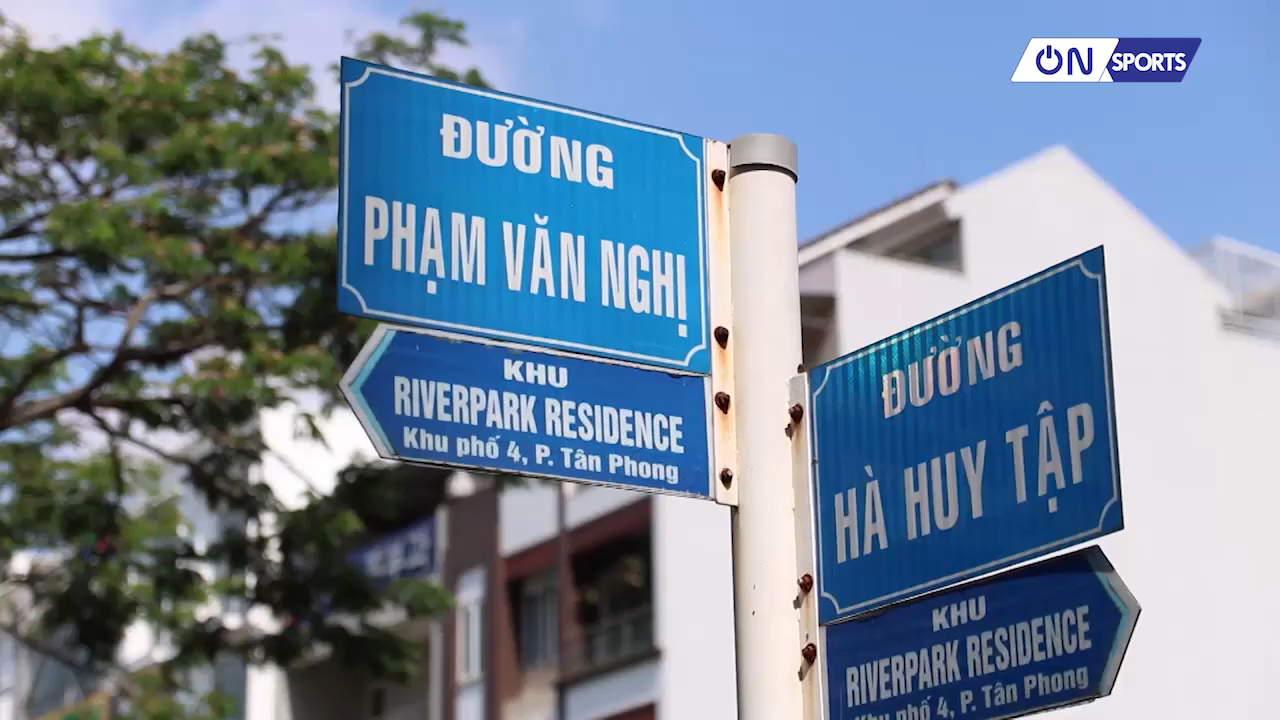 ON SPORTS
ĐƯỜNG
PHẠM VĂN NGHỊ
KHU
RIVERPARK RESIDENCE
Khu phố 4, P. Tân Phong
ĐƯỜNG
HÀ HUY TẬP
KHU
RIVERPARK RESIDENCE
Khu phố 4, P. Tân Phong